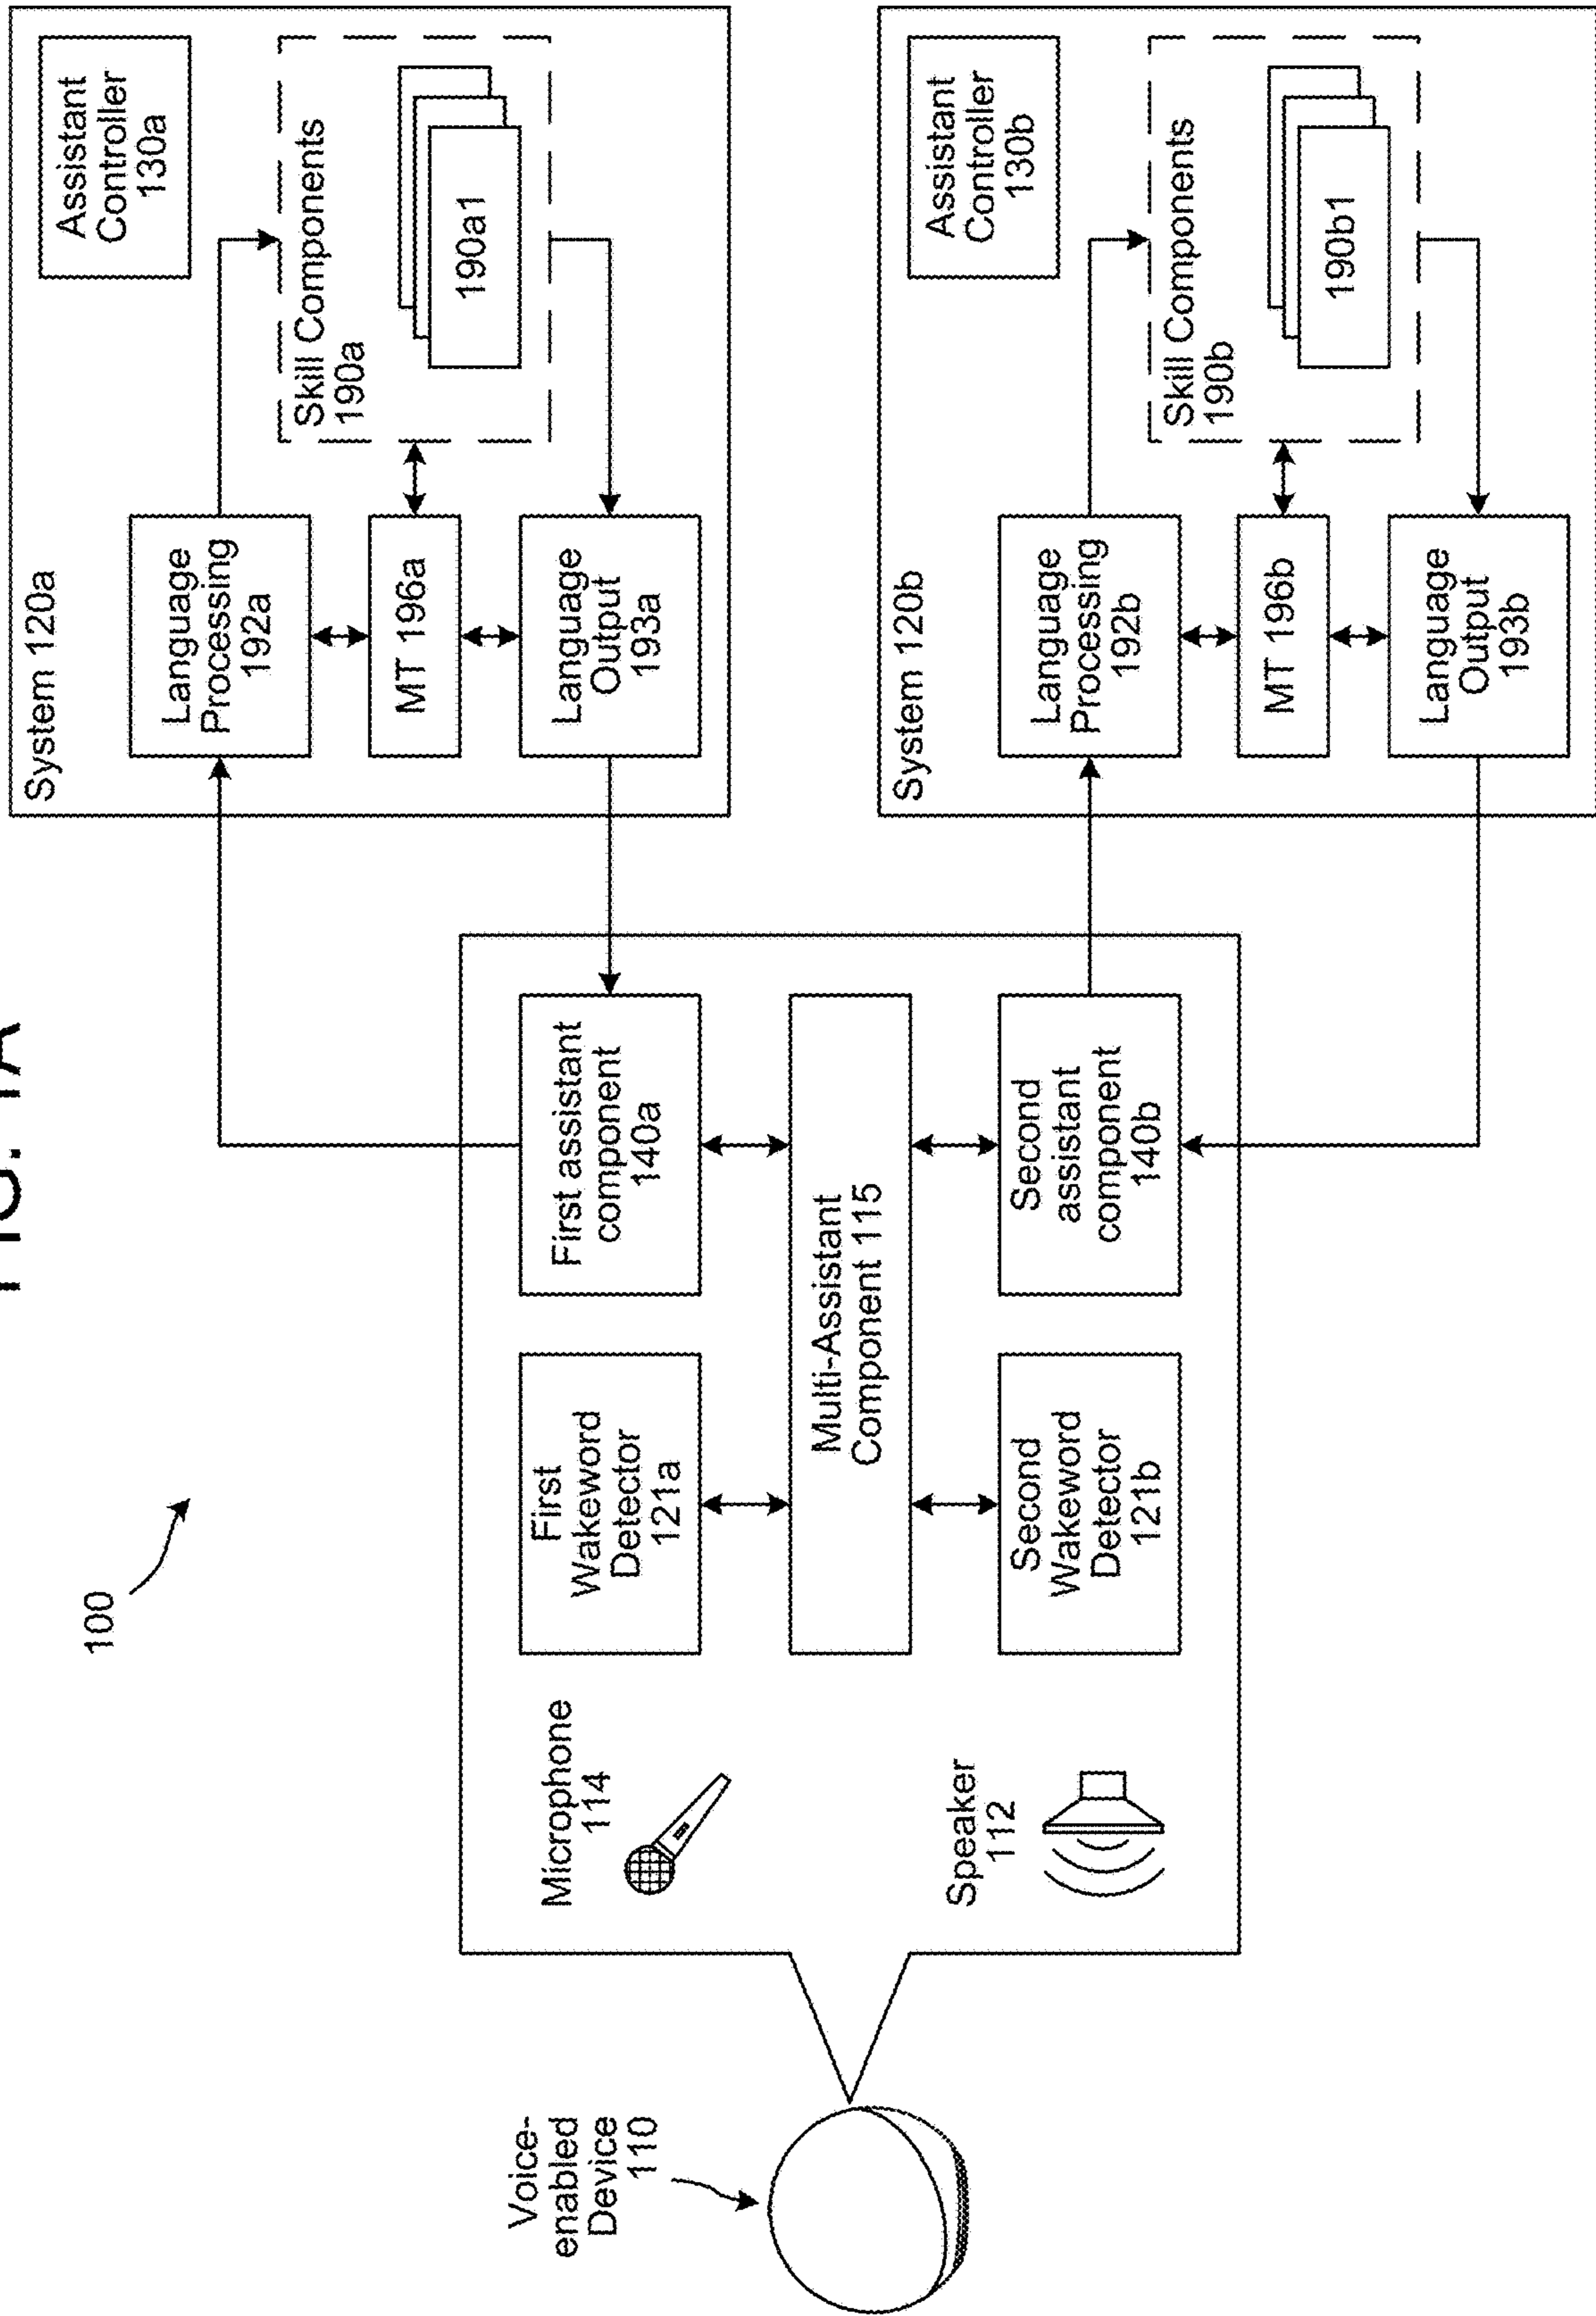 FIG. 1A
100
Voice-
enabled
Device
110
Microphone
114
Speaker
112
First
Wakeword
Detector
121a
First assistant
component
140a
Multi-Assistant
Component 115
Second
Wakeword
Detector
121b
Second
assistant
component
140b
System 120a
Language
Processing
192a
MT 196a
Language
Output
193a
Assistant
Controller
130a
Skill Components
190a
190a1
System 120b
Language
Processing
192b
MT 196b
Language
Output
193b
Assistant
Controller
130b
Skill Components
190b
190b1